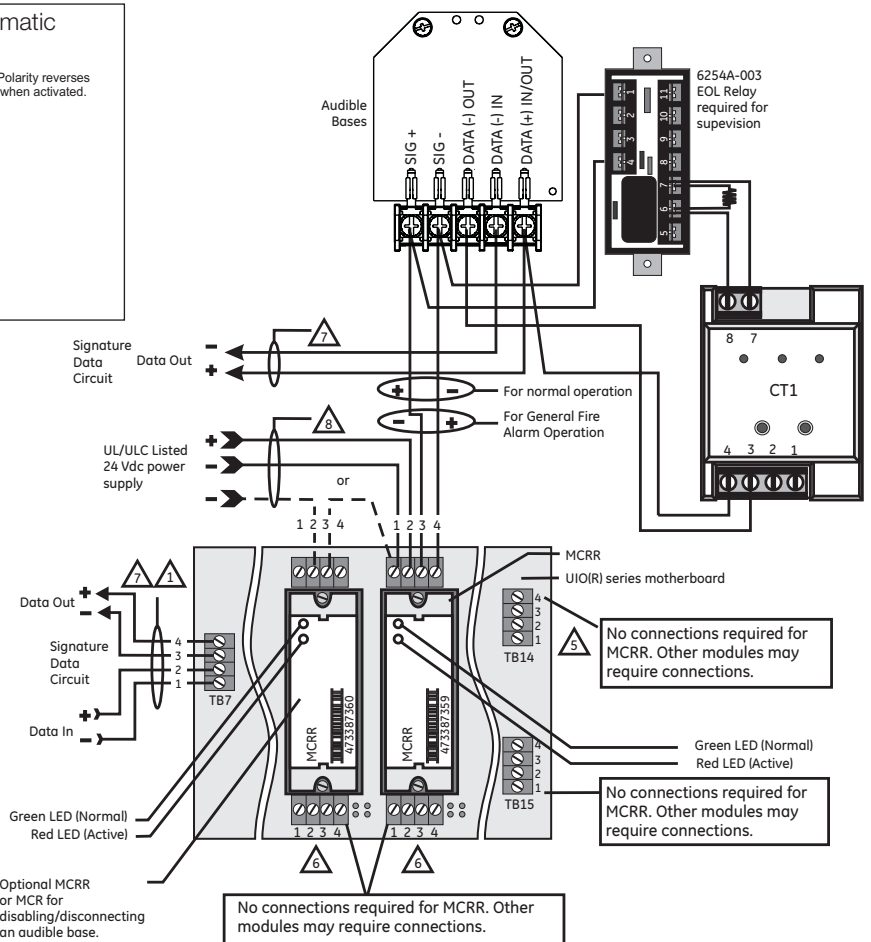 matic
Polarity reverses
when activated.
Audible
Bases
SIG +
SIG -
DATA (-) OUT
DATA (-) IN
DATA (+) IN/OUT
1
2
3
4
11
10
9
8
7
6
5
6254A-003
EOL Relay
required for
supevision
8 7
CT1
4 3 2 1
Signature
Data
Circuit
Data Out
-
+
7
+ -
For normal operation
- +
For General Fire
Alarm Operation
8
UL/ULC Listed
24 Vdc power
supply
+
-
-
or
1 2 3 4
1 2 3 4
MCRR
UIO(R) series motherboard
7 1
Data Out
+
-
Signature
Data
Circuit
4
3
2
1
TB7
+
-
Data In
MCRR
473387360
MCRR
473387359
4
3
2
1
TB14
5
No connections required for
MCRR. Other modules may
require connections.
Green LED (Normal)
Red LED (Active)
4
3
2
1
TB15
No connections required for
MCRR. Other modules may
require connections.
Green LED (Normal)
Red LED (Active)
1 2 3 4
1 2 3 4
6
6
Optional MCRR
or MCR for
disabling/disconnecting
an audible base.
No connections required for MCRR. Other
modules may require connections.